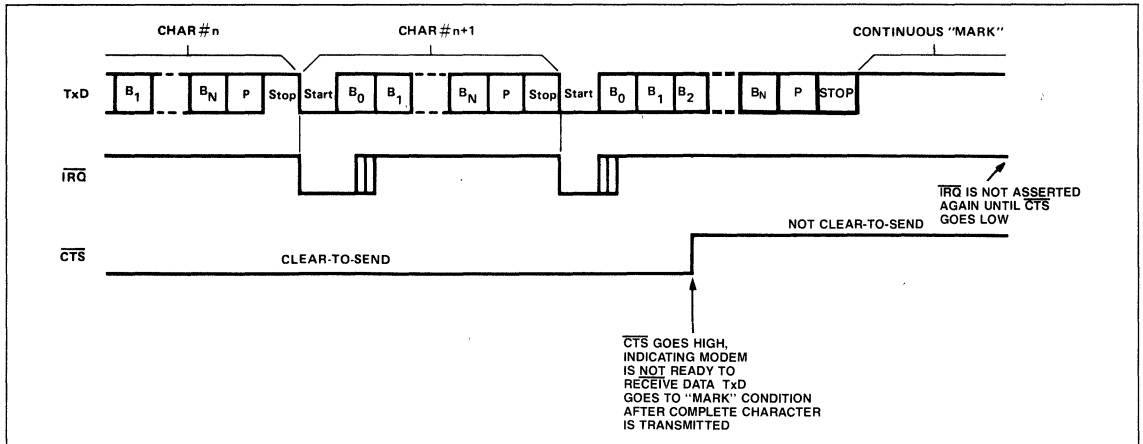 CHAR #n CHAR #n+1 CONTINUOUS "MARK"
TxD B1 BN P Stop Start B0 B1 BN P Stop Start B0 B1 B2 BN P STOP
IRQ
IRQ IS NOT ASSERTED
AGAIN UNTIL CTS
GOES LOW
NOT CLEAR-TO-SEND
CTS CLEAR-TO-SEND
CTS GOES HIGH,
INDICATING MODEM
IS NOT READY TO
RECEIVE DATA TxD
GOES TO "MARK" CONDITION
AFTER COMPLETE CHARACTER
IS TRANSMITTED